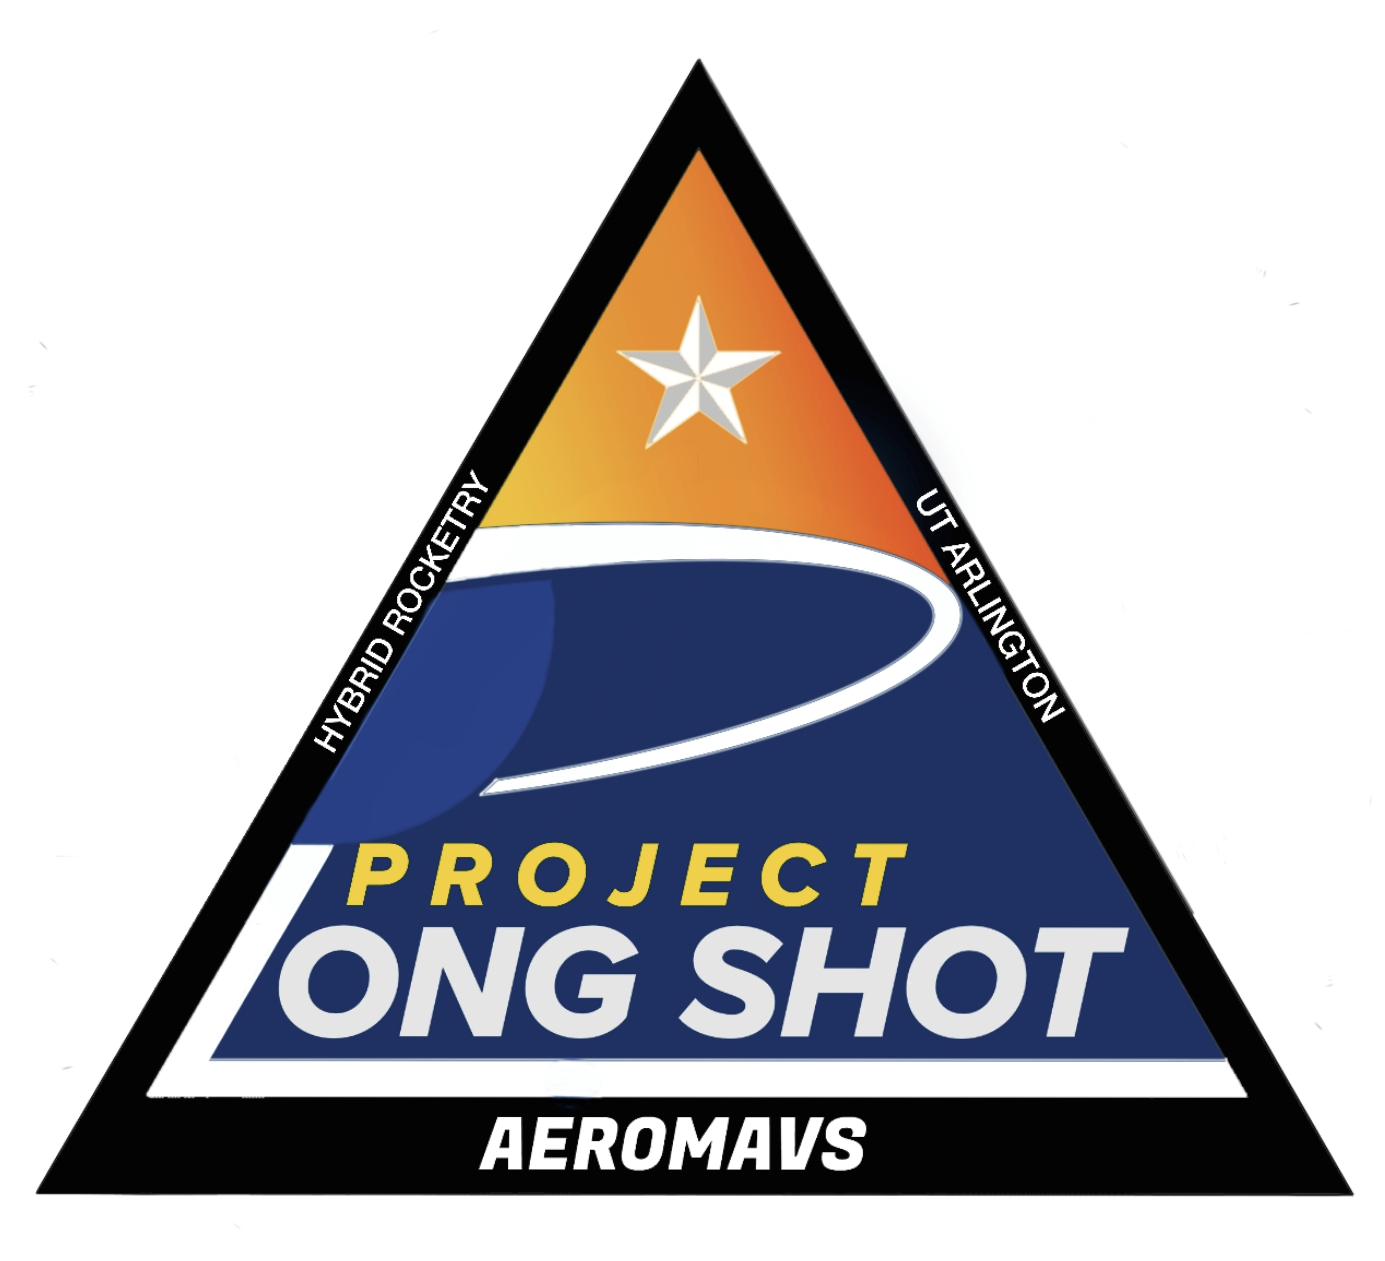 HYBRID ROCKETRY
UT ARLINGTON
PROJECT
LONG SHOT
AEROMAVS